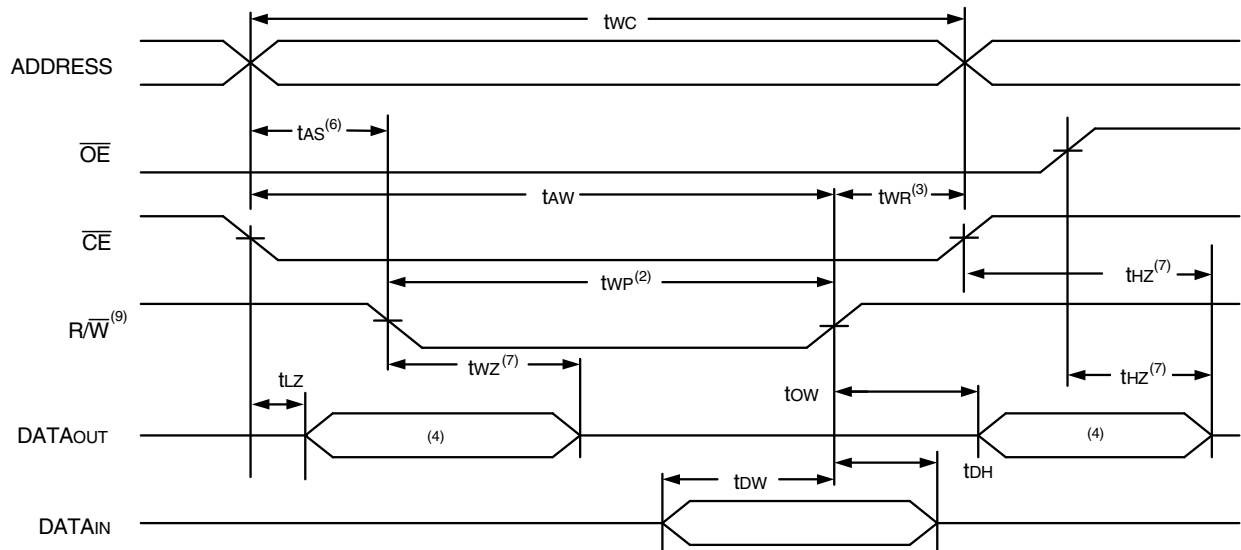 tWC
ADDRESS
tAS(6)
OE
tAW
tWR(3)
CE
tWP(2)
tHZ(7)
R/W(9)
tWZ(7)
tLZ
tOW
tHZ(7)
DATAOUT
(4)
(4)
tDW
tDH
DATAIN